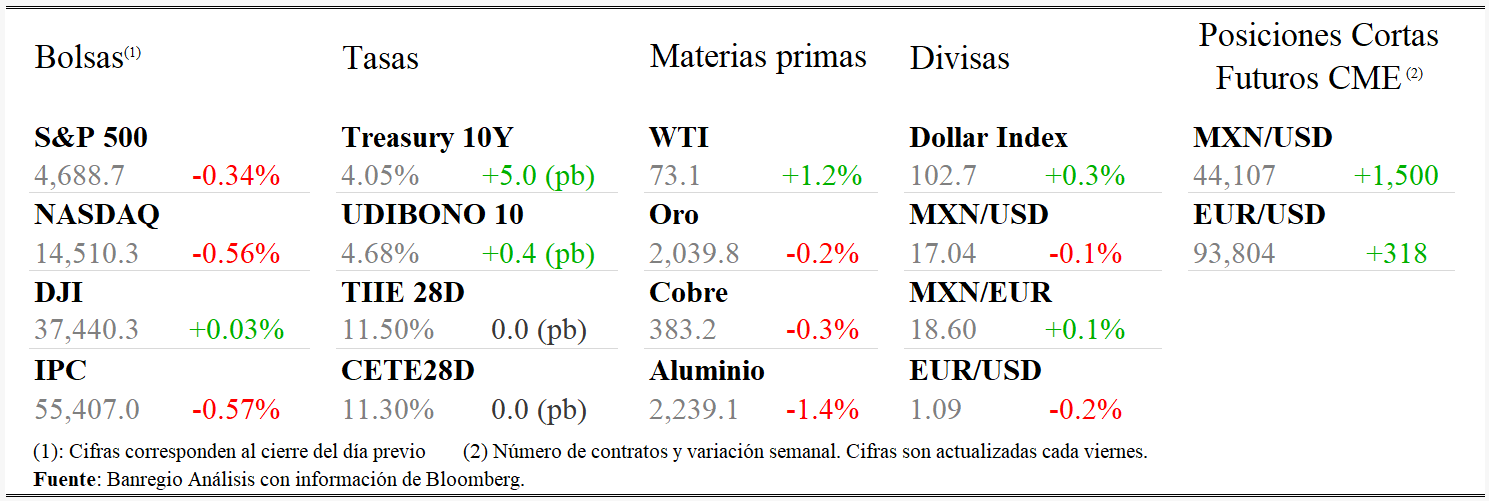 Bolsas(1) Tasas Materias primas Divisas Posiciones Cortas
Futuros CME (2)
S&P 500 Treasury 10Y WTI Dollar Index MXN/USD
4,688.7 -0.34% 4.05% +5.0 (pb) 73.1 +1.2% 102.7 +0.3% 44,107 +1,500
NASDAQ UDIBONO 10 Oro MXN/USD EUR/USD
14,510.3 -0.56% 4.68% +0.4 (pb) 2,039.8 -0.2% 17.04 -0.1% 93,804 +318
DJI TIIE 28D Cobre MXN/EUR
37,440.3 +0.03% 11.50% 0.0 (pb) 383.2 -0.3% 18.60 +0.1%
IPC CETE28D Aluminio EUR/USD
55,407.0 -0.57% 11.30% 0.0 (pb) 2,239.1 -1.4% 1.09 -0.2%
(1): Cifras corresponden al cierre del día previo (2) Número de contratos y variación semanal. Cifras son actualizadas cada viernes.
Fuente: Banregio Análisis con información de Bloomberg.